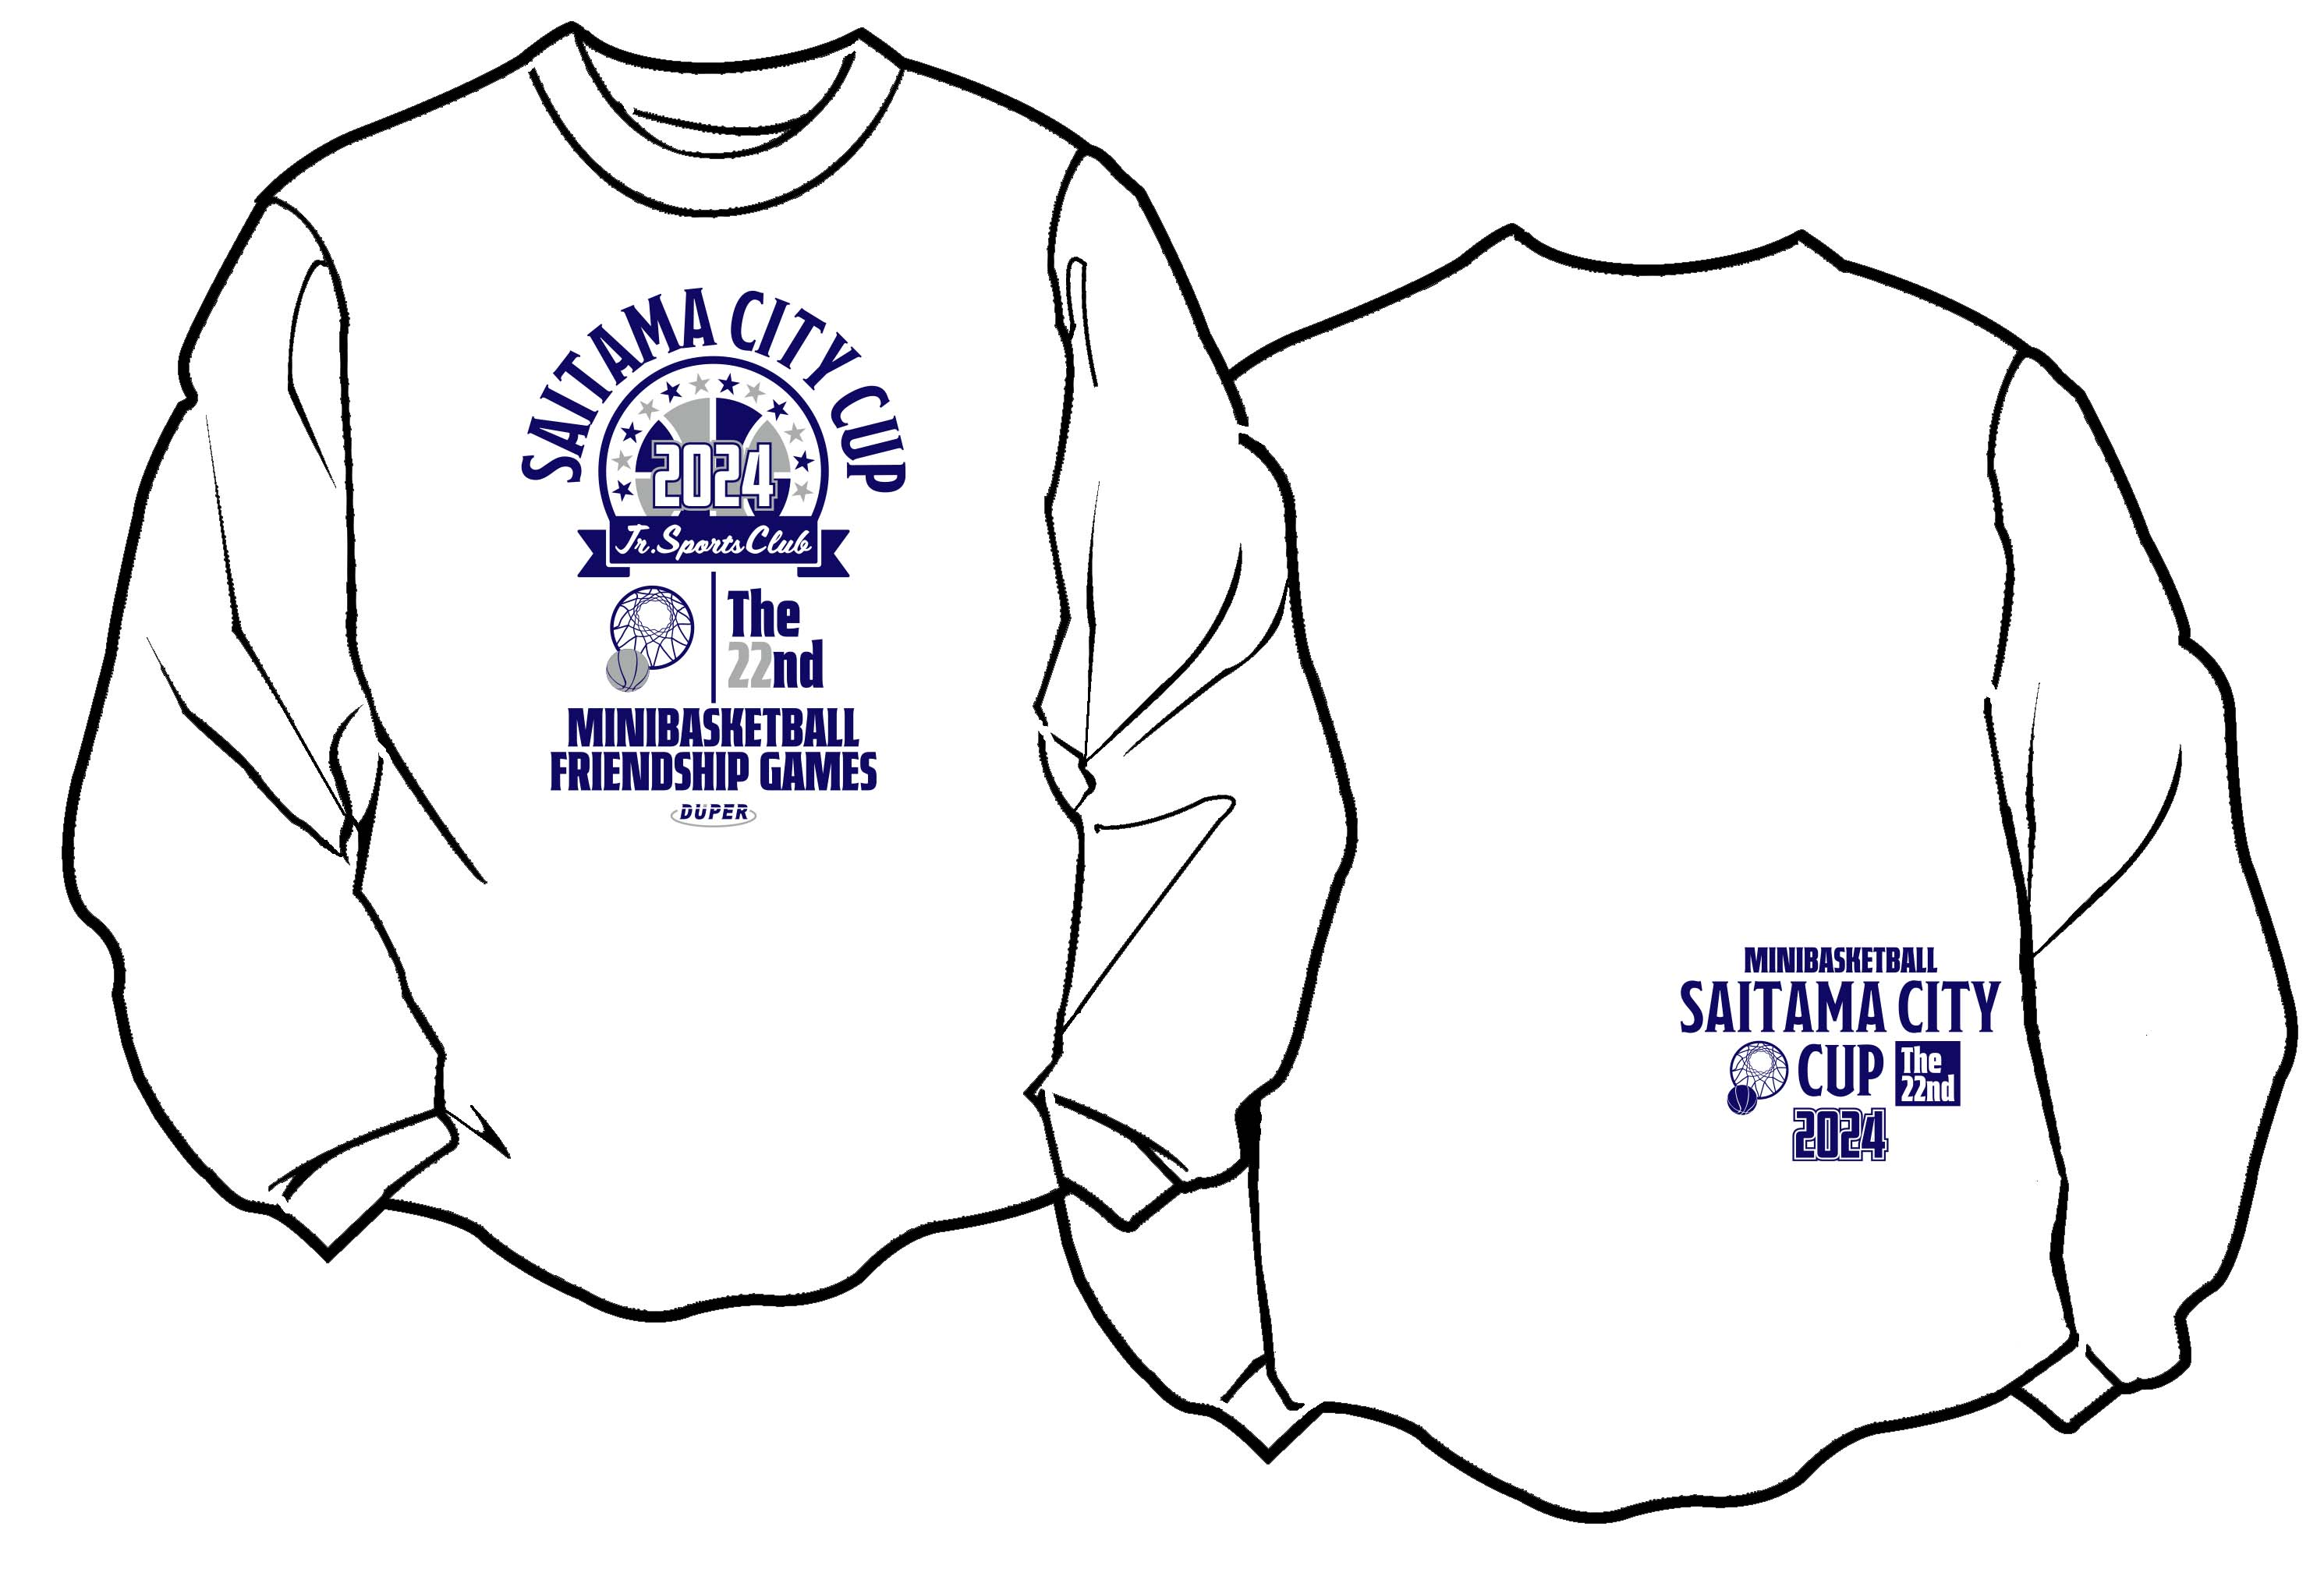 SAITAMA CITY CUP
2024
Jr. Sports Club
The
22nd
MINIBASKETBALL
FRIENDSHIP GAMES
DUPER
MINIBASKETBALL
SAITAMA CITY
CUP
The
22nd
2024